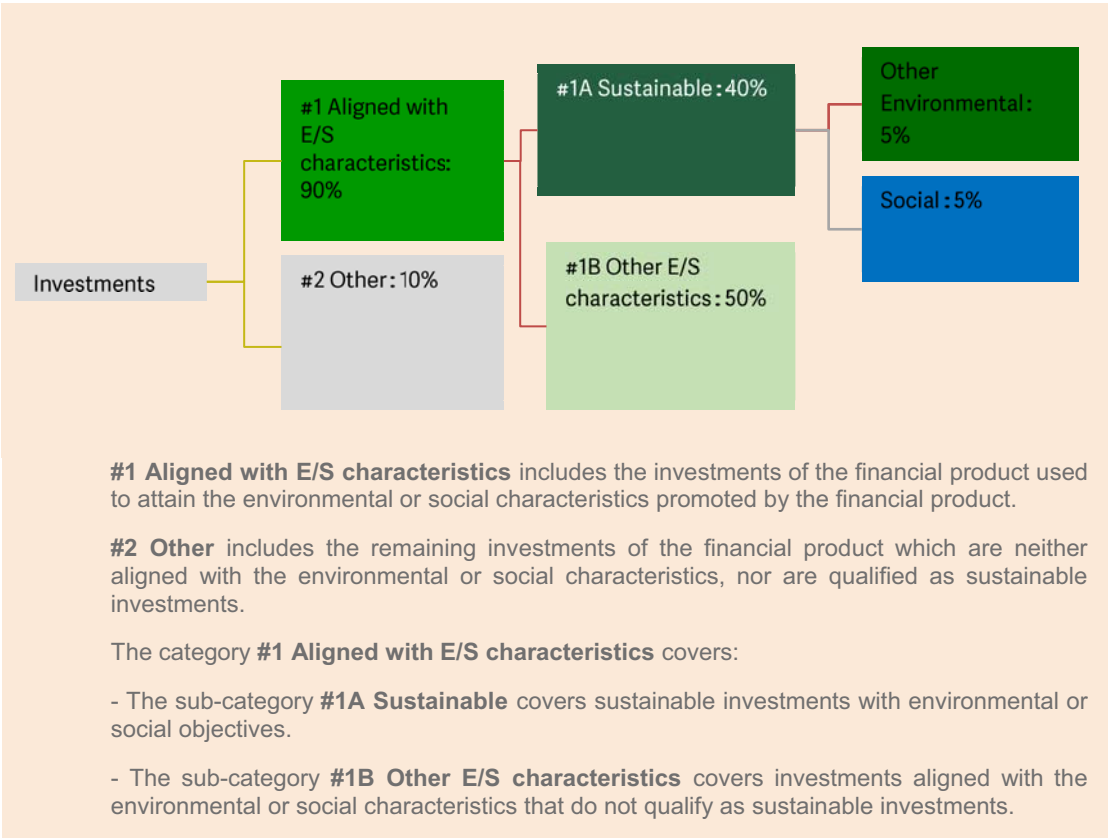 Investments
#1 Aligned with
E/S
characteristics:
90%
#2 Other: 10%
#1A Sustainable: 40%
#1B Other E/S
characteristics: 50%
Other
Environmental:
5%
Social: 5%
#1 Aligned with E/S characteristics includes the investments of the financial product used
to attain the environmental or social characteristics promoted by the financial product.
#2 Other includes the remaining investments of the financial product which are neither
aligned with the environmental or social characteristics, nor are qualified as sustainable
investments.
The category #1 Aligned with E/S characteristics covers:
- The sub-category #1A Sustainable covers sustainable investments with environmental or
social objectives.
- The sub-category #1B Other E/S characteristics covers investments aligned with the
environmental or social characteristics that do not qualify as sustainable investments.